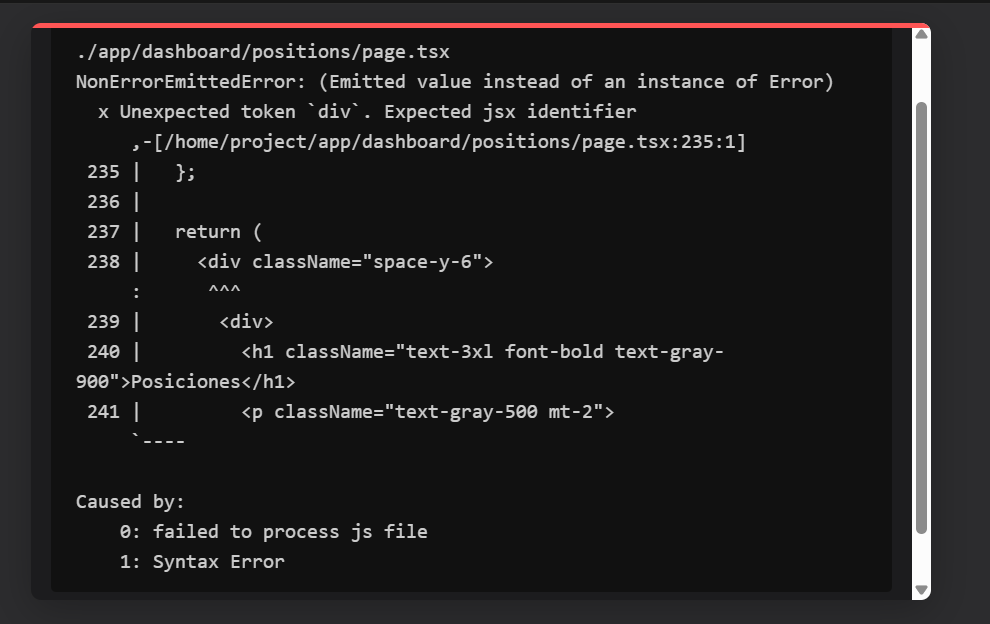 ./app/dashboard/positions/page.tsx
NonErrorEmittedError: (Emitted value instead of an instance of Error)
  x Unexpected token `div`. Expected jsx identifier
     ,-[/home/project/app/dashboard/positions/page.tsx:235:1]
 235 |   };
 236 |
 237 |   return (
 238 |     <div className="space-y-6">
     :      ^^^
 239 |       <div>
 240 |         <h1 className="text-3xl font-bold text-gray-
900">Posiciones</h1>
 241 |         <p className="text-gray-500 mt-2">
     `----
Caused by:
    0: failed to process js file
    1: Syntax Error